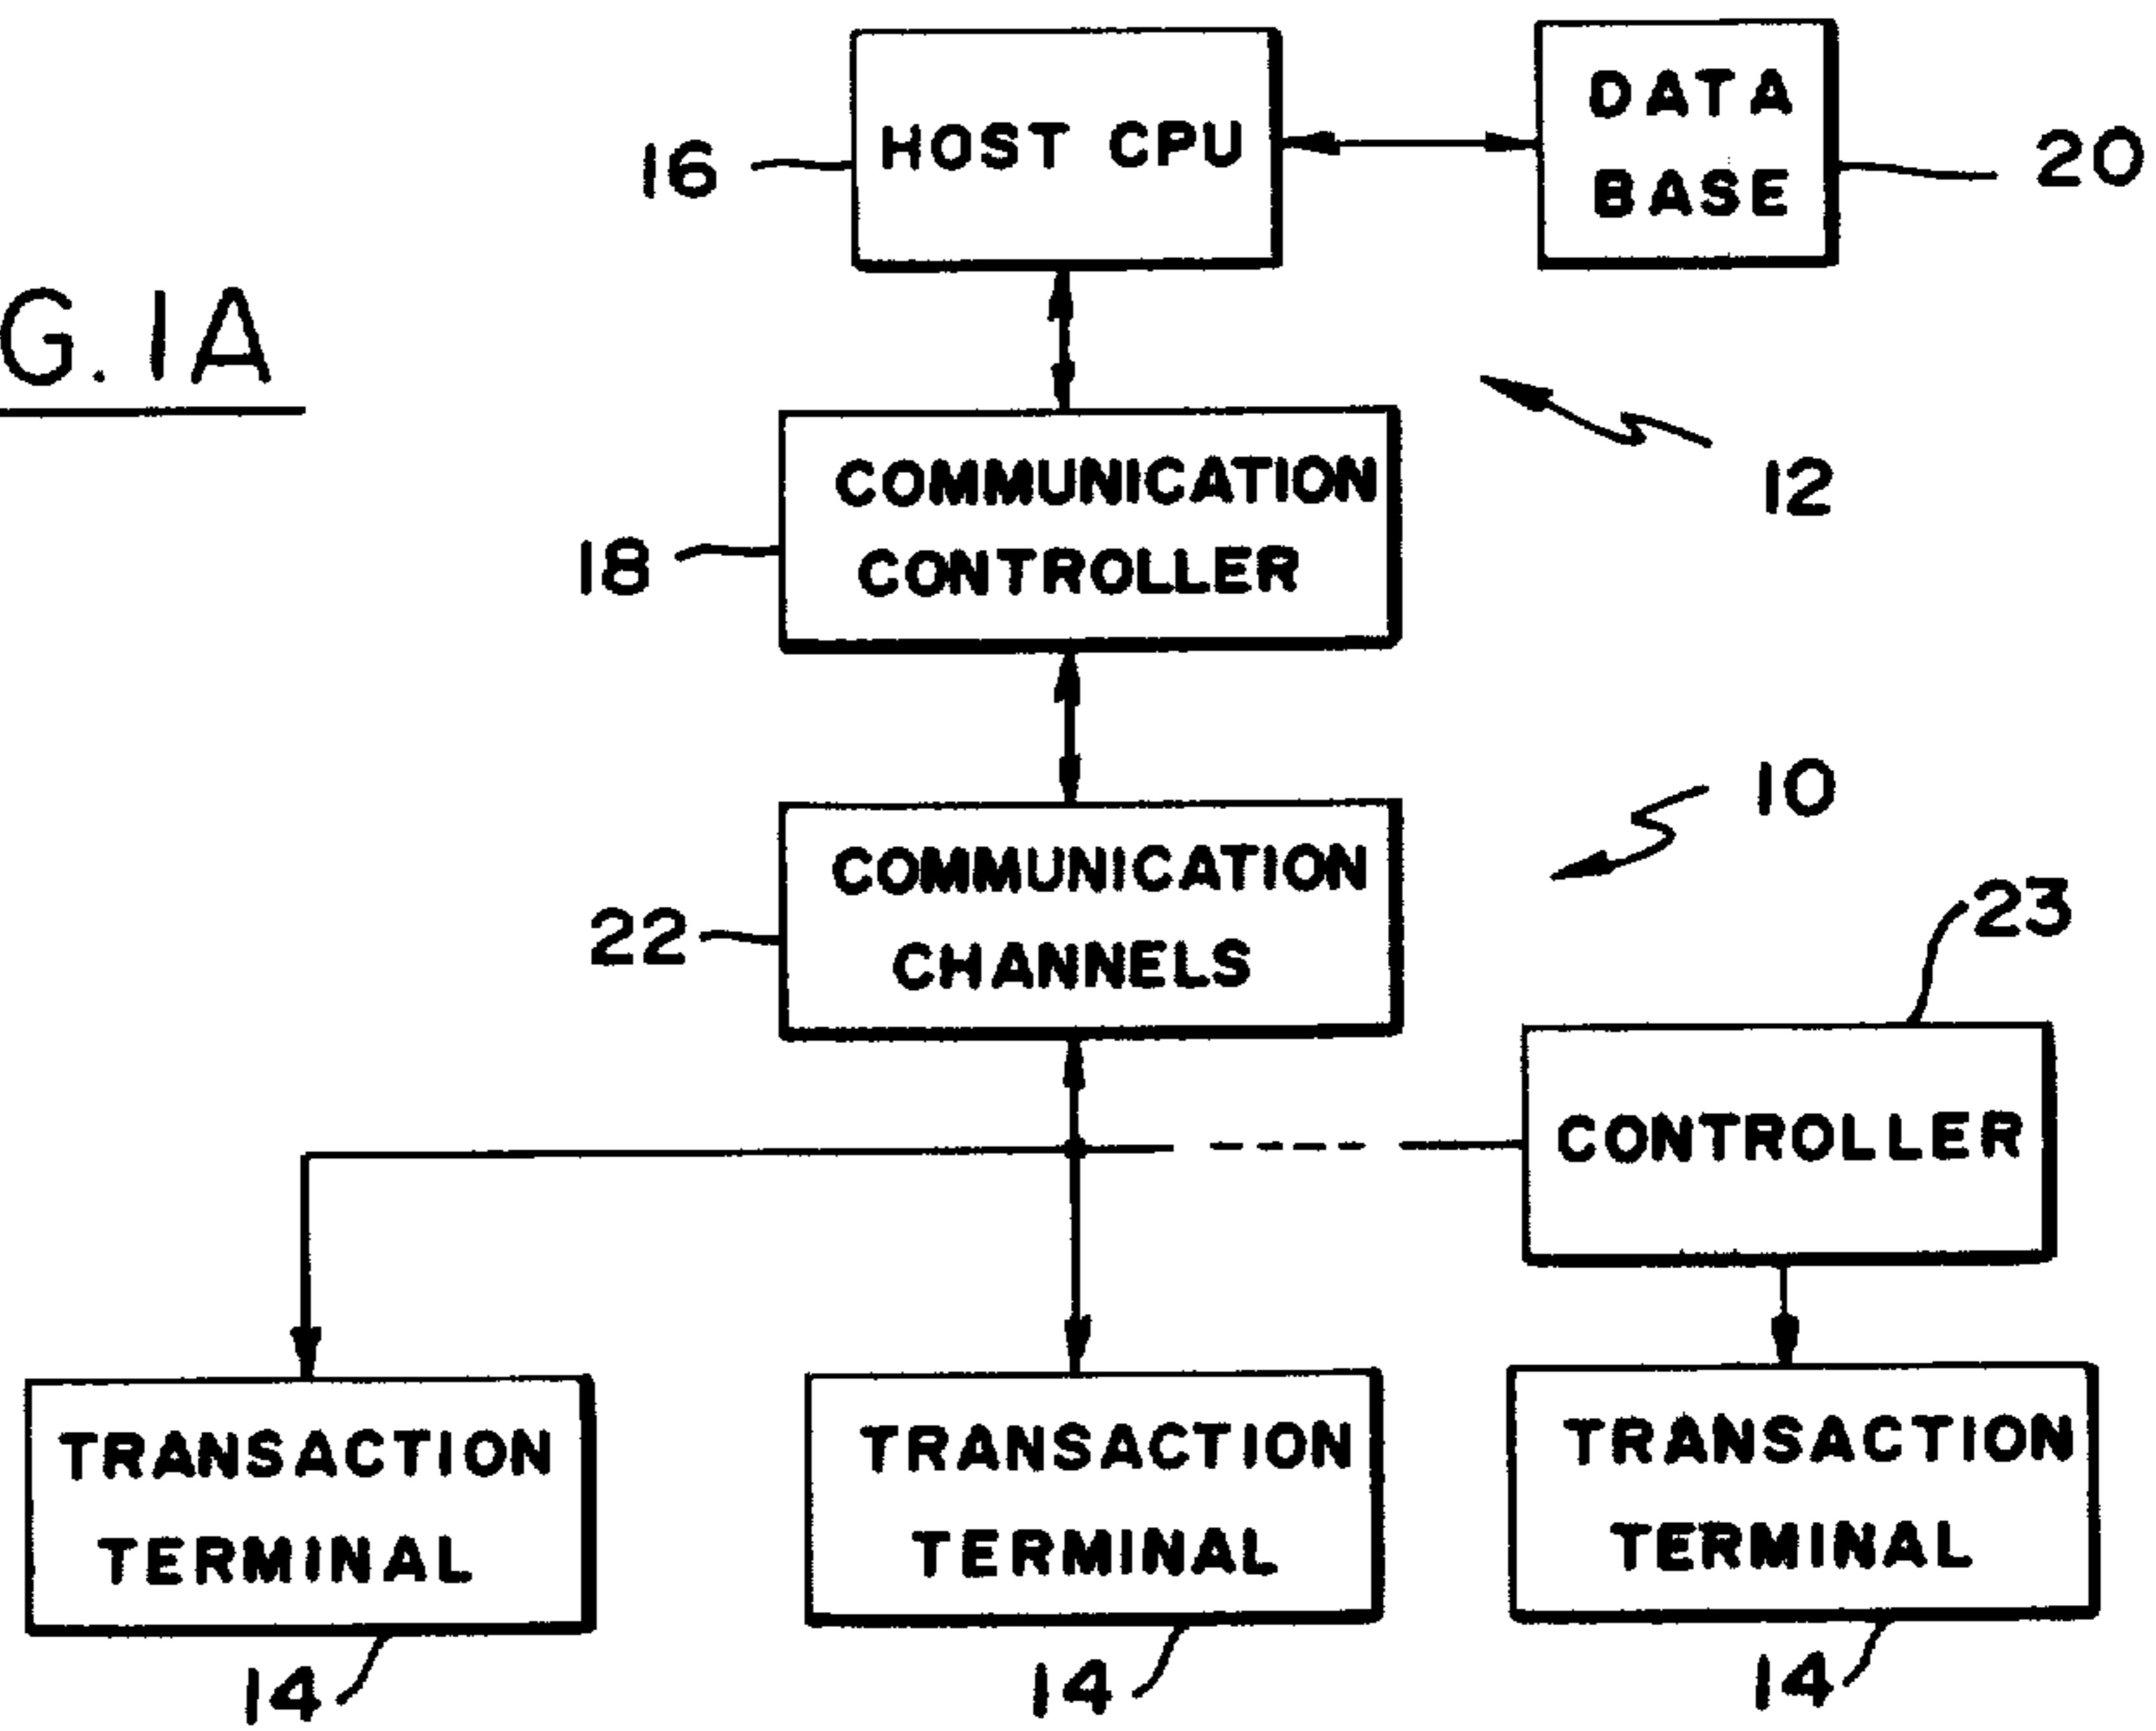 HOST CPU
DATA
BASE
16
20
G. 1A
COMMUNICATION
CONTROLLER
12
18
10
COMMUNICATION
CHANNELS
22
23
CONTROLLER
TRANSACTION
TERMINAL
TRANSACTION
TERMINAL
TRANSACTION
TERMINAL
14
14
14